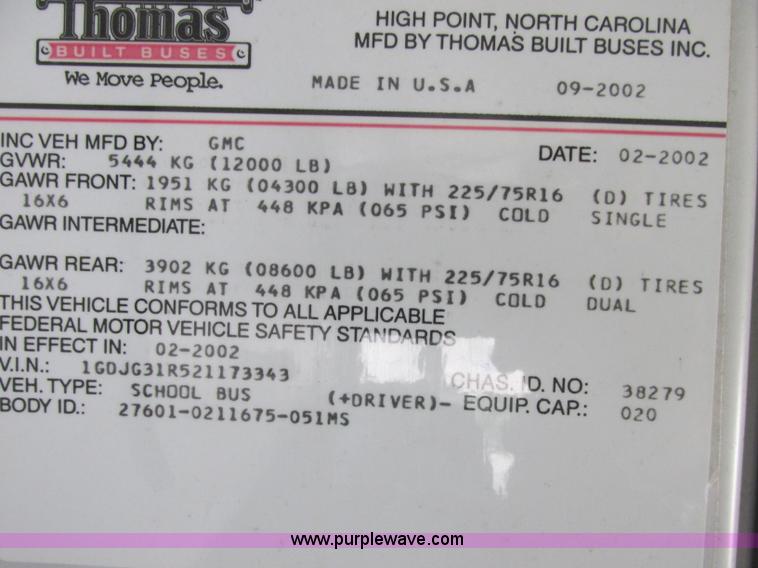 Thomas
BUILT BUSES
We Move People.
HIGH POINT, NORTH CAROLINA
MFD BY THOMAS BUILT BUSES INC.
MADE IN U.S.A 09-2002
INC VEH MFD BY: GMC DATE: 02-2002
GVWR: 5444 KG (12000 LB)
GAWR FRONT: 1951 KG (04300 LB) WITH 225/75R16 (D) TIRES
16X6 RIMS AT 448 KPA (065 PSI) COLD SINGLE
GAWR INTERMEDIATE:
GAWR REAR: 3902 KG (08600 LB) WITH 225/75R16 (D) TIRES
16X6 RIMS AT 448 KPA (065 PSI) COLD DUAL
THIS VEHICLE CONFORMS TO ALL APPLICABLE
FEDERAL MOTOR VEHICLE SAFETY STANDARDS
IN EFFECT IN: 02-2002
V.I.N.: 1GDJG31R521173343 CHAS. ID. NO: 38279
VEH. TYPE: SCHOOL BUS (+DRIVER)- EQUIP. CAP.: 020
BODY ID.: 27601-0211675-051MS
www.purplewave.com